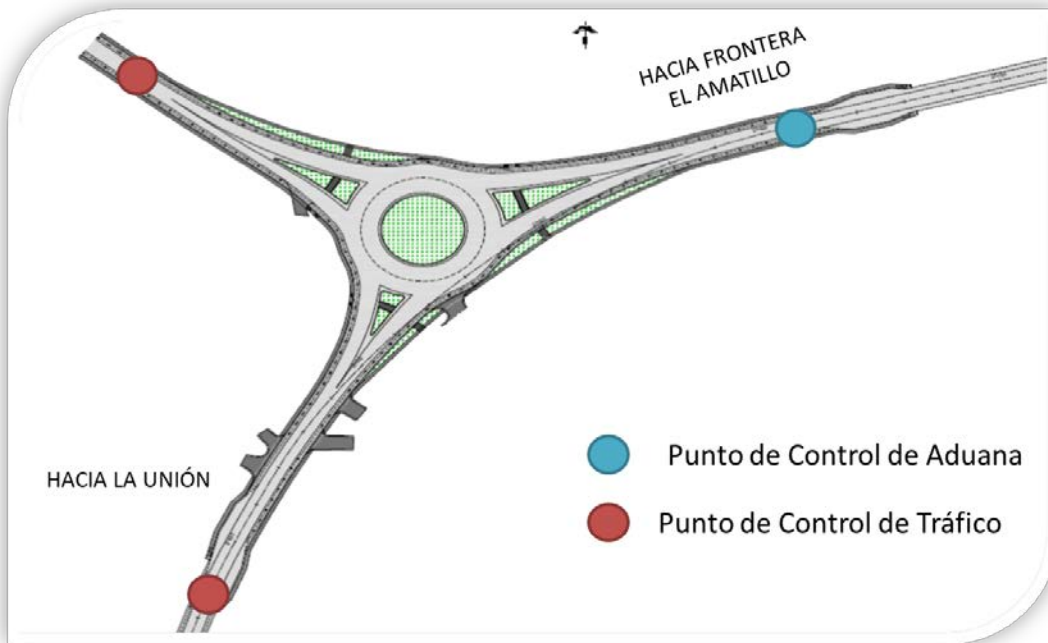 HACIA FRONTERA
EL AMATILLO
HACIA LA UNIÓN
Punto de Control de Aduana
Punto de Control de Tráfico